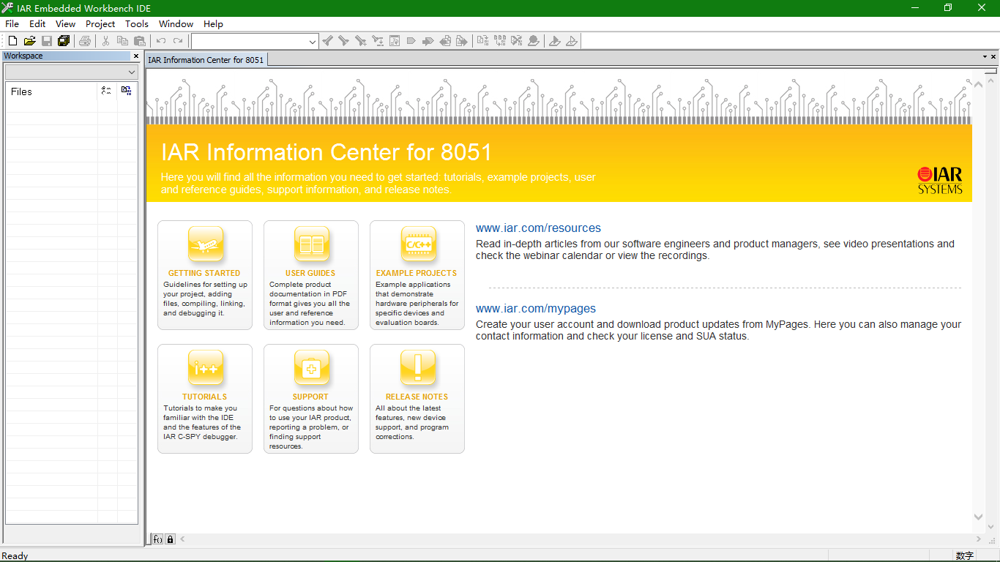 IAR Embedded Workbench IDE
File Edit View Project Tools Window Help
Workspace
IAR Information Center for 8051
Files
IAR Information Center for 8051
Here you will find all the information you need to get started: tutorials, example projects, user
and reference guides, support information, and release notes.
IAR
SYSTEMS
GETTING STARTED
Guidelines for setting up
your project, adding
files, compiling, linking,
and debugging it.
USER GUIDES
Complete product
documentation in PDF
format gives you all the
user and reference
information you need.
C/C++
EXAMPLE PROJECTS
Example applications
that demonstrate
hardware peripherals for
specific devices and
evaluation boards.
www.iar.com/resources
Read in-depth articles from our software engineers and product managers, see video presentations and
check the webinar calendar or view the recordings.
www.iar.com/mypages
Create your user account and download product updates from MyPages. Here you can also manage your
contact information and check your license and SUA status.
i++
TUTORIALS
Tutorials to make you
familiar with the IDE
and the features of the
IAR C-SPY debugger.
SUPPORT
For questions about how
to use your IAR product,
reporting a problem, or
finding support
resources.
RELEASE NOTES
All about the latest
features, new device
support, and program
corrections.
f()
Ready
数字